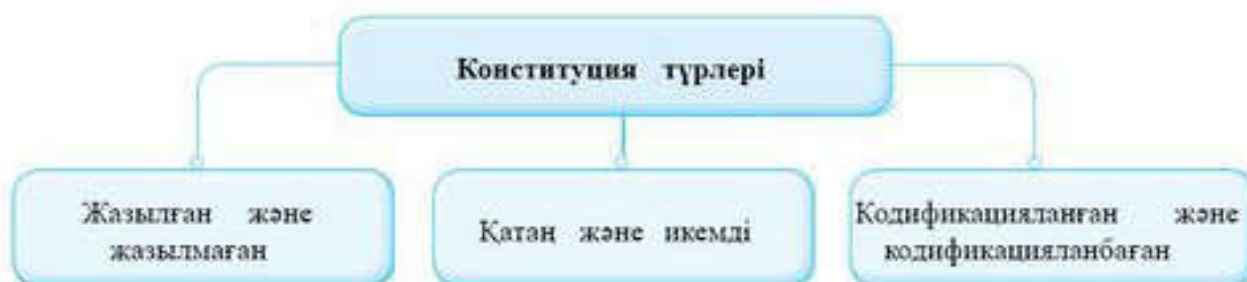 Конституция түрлері
Жазылған және
жазылмаған
Қатаң және икемді
Кодификацияланған және
кодификацияланбаған